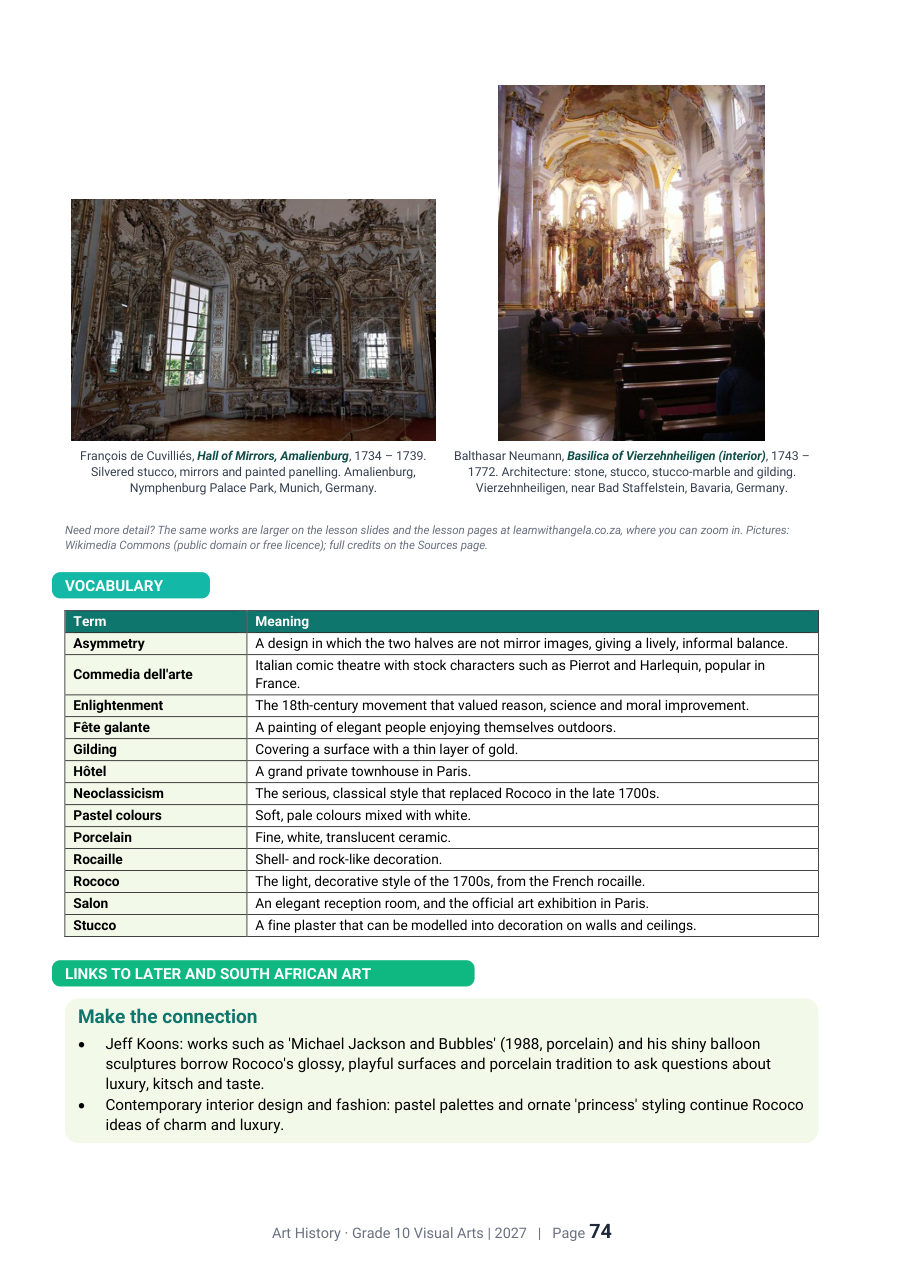 François de Cuvilliés, Hall of Mirrors, Amalienburg, 1734 – 1739.
Silvered stucco, mirrors and painted panelling. Amalienburg,
Nymphenburg Palace Park, Munich, Germany.
Balthasar Neumann, Basilica of Vierzehnheiligen (interior), 1743 –
1772. Architecture: stone, stucco, stucco-marble and gilding.
Vierzehnheiligen, near Bad Staffelstein, Bavaria, Germany.
Need more detail? The same works are larger on the lesson slides and the lesson pages at learnwithangela.co.za, where you can zoom in. Pictures:
Wikimedia Commons (public domain or free licence); full credits on the Sources page.
VOCABULARY
Term Meaning
Asymmetry A design in which the two halves are not mirror images, giving a lively, informal balance.
Commedia dell'arte Italian comic theatre with stock characters such as Pierrot and Harlequin, popular in
France.
Enlightenment The 18th-century movement that valued reason, science and moral improvement.
Fête galante A painting of elegant people enjoying themselves outdoors.
Gilding Covering a surface with a thin layer of gold.
Hôtel A grand private townhouse in Paris.
Neoclassicism The serious, classical style that replaced Rococo in the late 1700s.
Pastel colours Soft, pale colours mixed with white.
Porcelain Fine, white, translucent ceramic.
Rocaille Shell- and rock-like decoration.
Rococo The light, decorative style of the 1700s, from the French rocaille.
Salon An elegant reception room, and the official art exhibition in Paris.
Stucco A fine plaster that can be modelled into decoration on walls and ceilings.
LINKS TO LATER AND SOUTH AFRICAN ART
Make the connection
• Jeff Koons: works such as 'Michael Jackson and Bubbles' (1988, porcelain) and his shiny balloon
sculptures borrow Rococo's glossy, playful surfaces and porcelain tradition to ask questions about
luxury, kitsch and taste.
• Contemporary interior design and fashion: pastel palettes and ornate 'princess' styling continue Rococo
ideas of charm and luxury.
Art History · Grade 10 Visual Arts | 2027 | Page 74